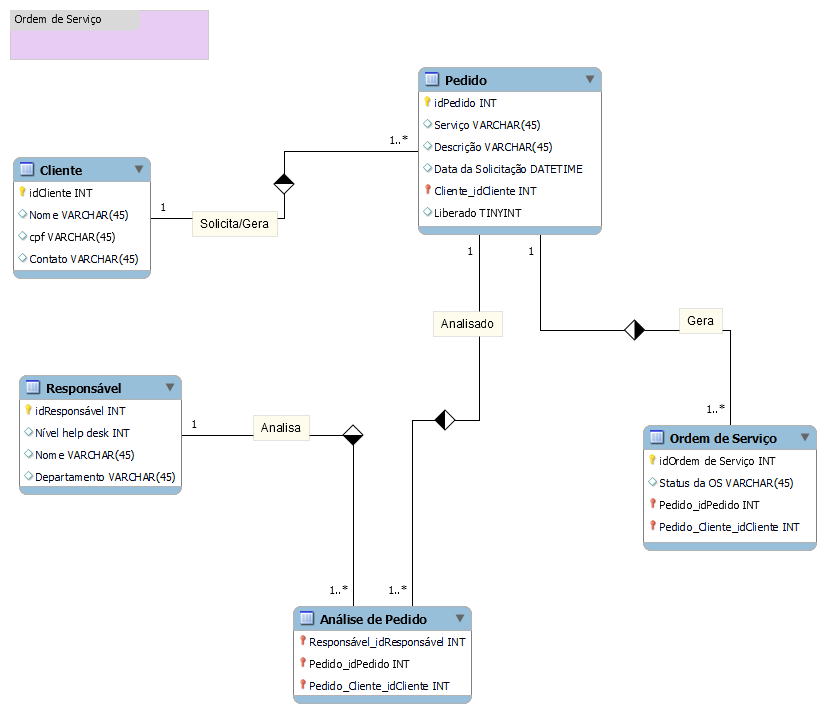 Ordem de Serviço
Pedido
idPedido INT
Serviço VARCHAR(45)
Descrição VARCHAR(45)
Data da Solicitação DATETIME
Cliente_idCliente INT
Liberado TINYINT
1..*
Cliente
idCliente INT
Nome VARCHAR(45)
cpf VARCHAR(45)
Contato VARCHAR(45)
1
Solicita/Gera
1
1
Analisado
Gera
1..*
Responsável
idResponsável INT
Nível help desk INT
Nome VARCHAR(45)
Departamento VARCHAR(45)
1
Analisa
Ordem de Serviço
idOrdem de Serviço INT
Status da OS VARCHAR(45)
Pedido_idPedido INT
Pedido_Cliente_idCliente INT
1..*
1..*
Análise de Pedido
Responsável_idResponsável INT
Pedido_idPedido INT
Pedido_Cliente_idCliente INT